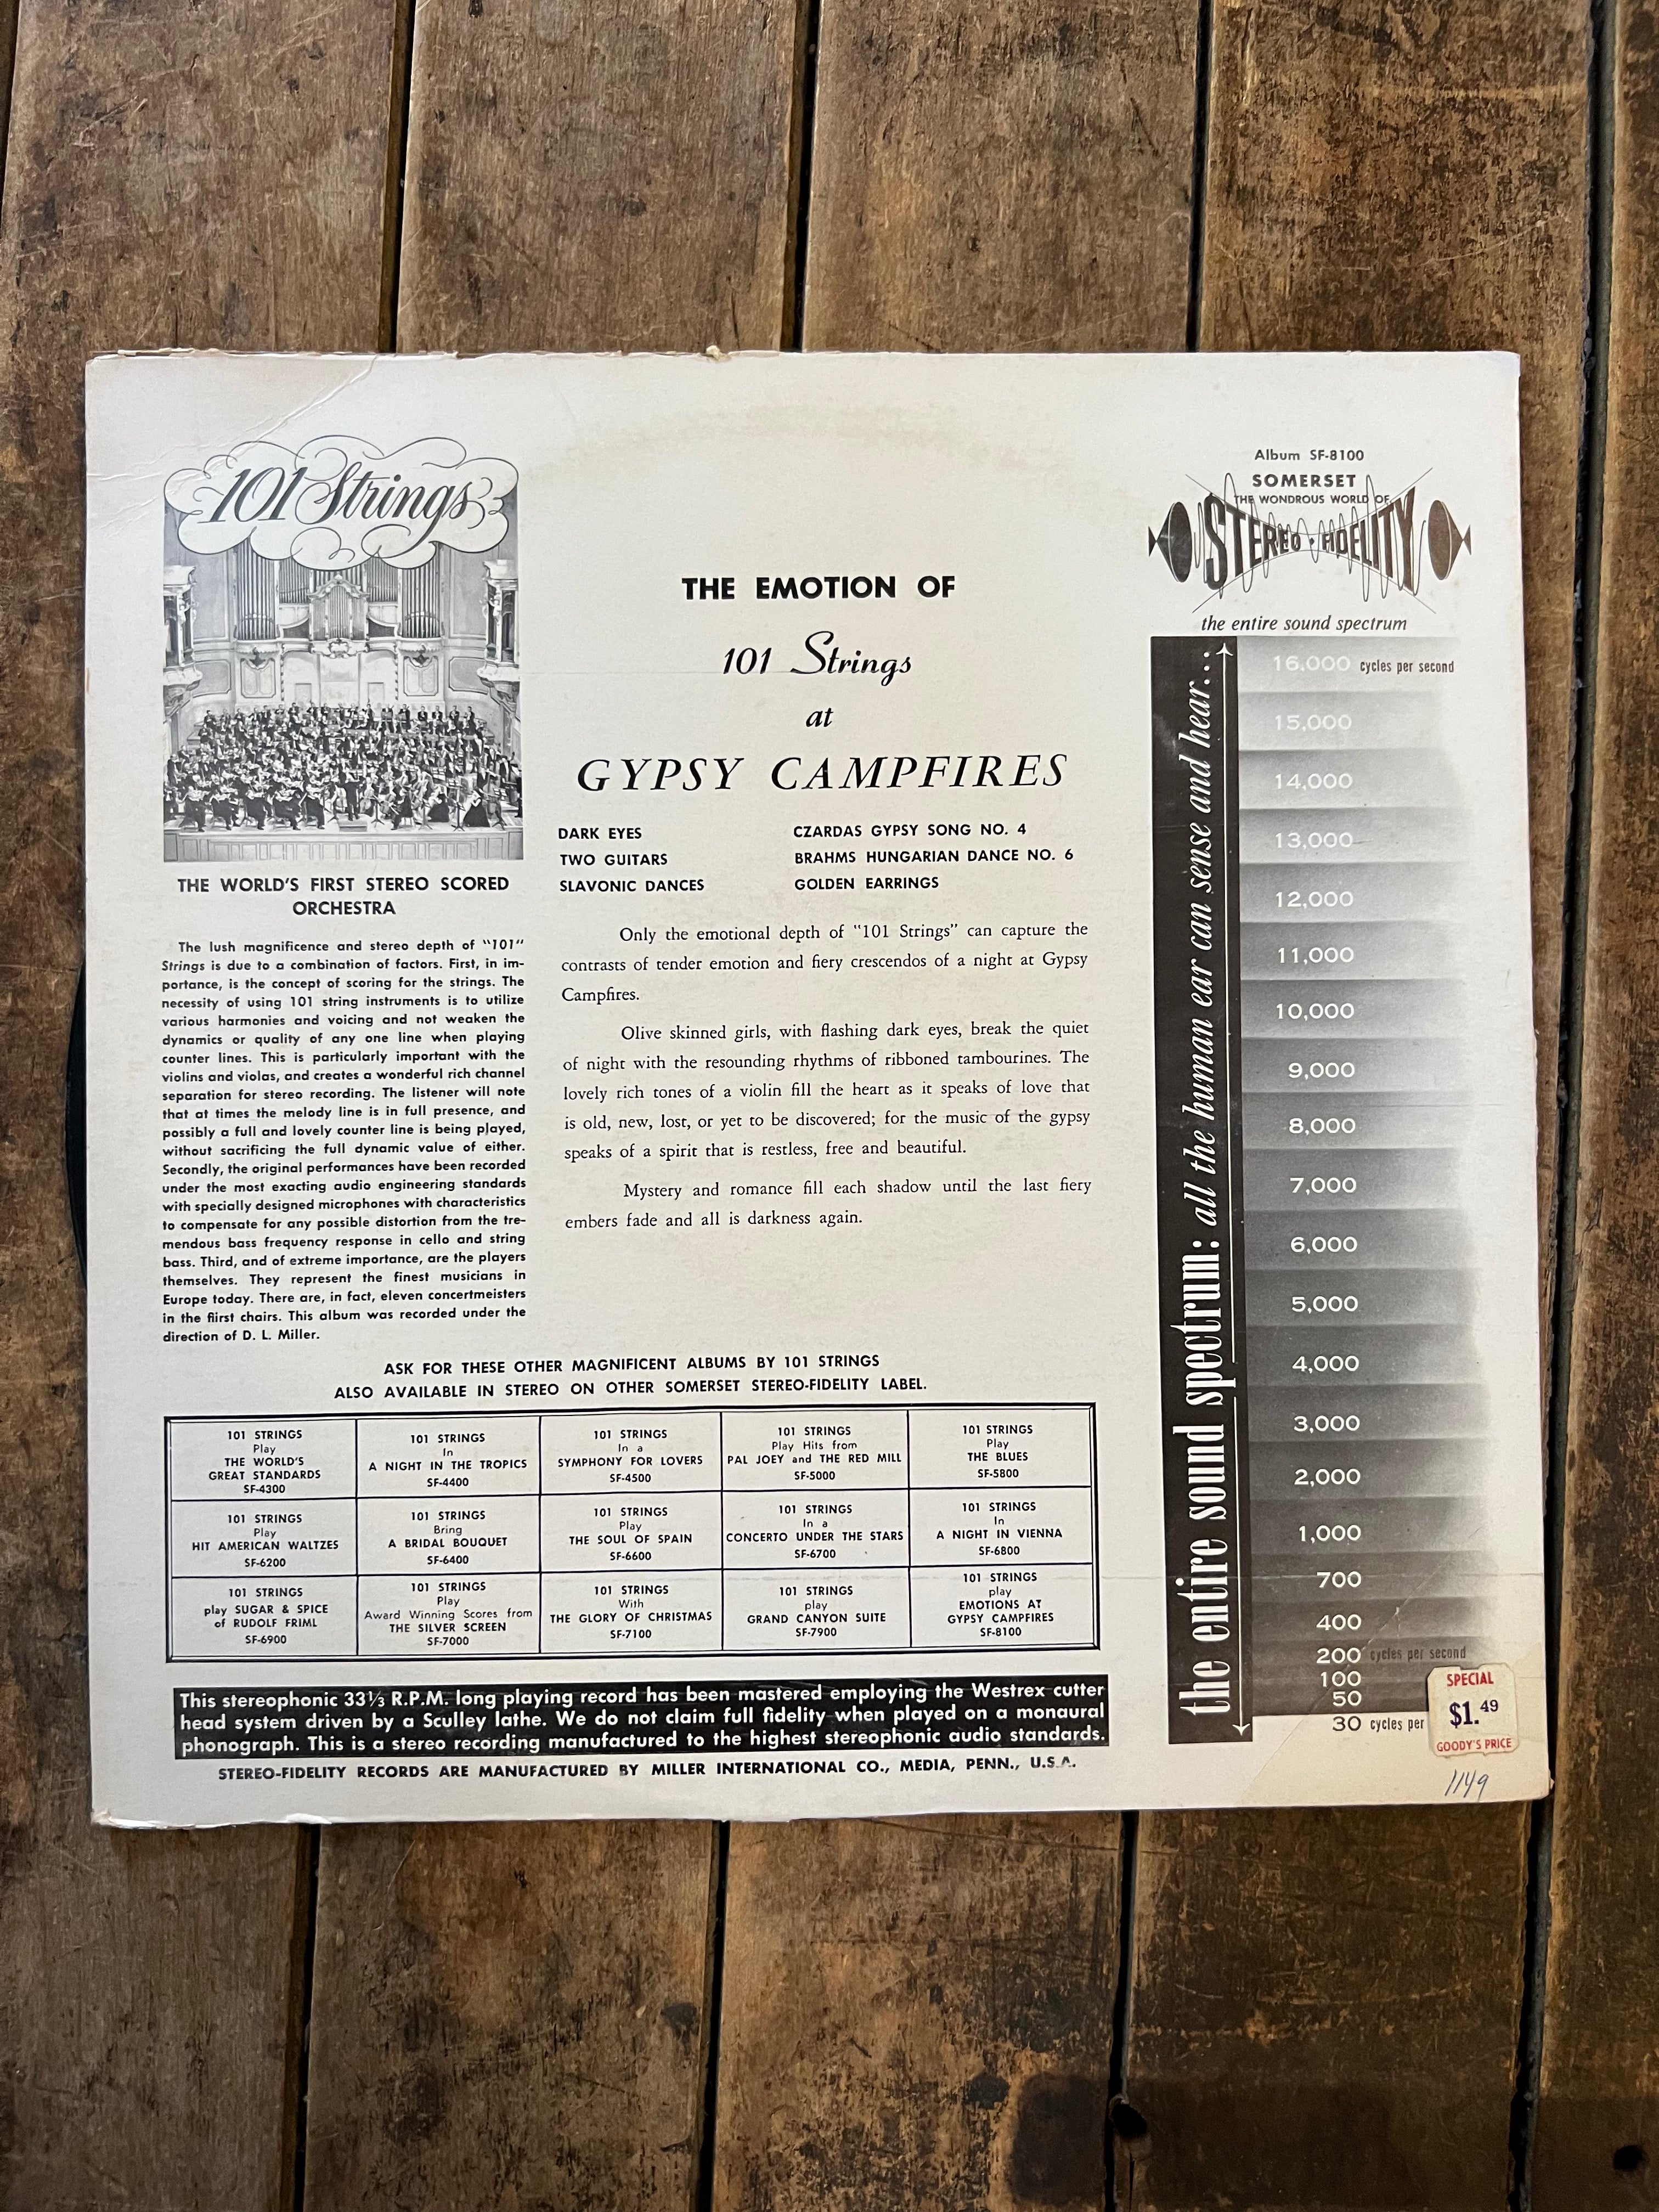 101 Strings
THE WORLD'S FIRST STEREO SCORED
ORCHESTRA
The lush magnificence and stereo depth of "101"
Strings is due to a combination of factors. First, in im-
portance, is the concept of scoring for the strings. The
necessity of using 101 string instruments is to utilize
various harmonies and voicing and not weaken the
dynamics or quality of any one line when playing
counter lines. This is particularly important with the
violins and violas, and creates a wonderful rich channel
separation for stereo recording. The listener will note
that at times the melody line is in full presence, and
possibly a full and lovely counter line is being played,
without sacrificing the full dynamic value of either.
Secondly, the original performances have been recorded
under the most exacting audio engineering standards
with specially designed microphones with characteristics
to compensate for any possible distortion from the tre-
mendous bass frequency response in cello and string
bass. Third, and of extreme importance, are the players
themselves. They represent the finest musicians in
Europe today. There are, in fact, eleven concertmeisters
in the fiirst chairs. This album was recorded under the
direction of D. L. Miller.
THE EMOTION OF
101 Strings
at
GYPSY CAMPFIRES
DARK EYES
TWO GUITARS
SLAVONIC DANCES
CZARDAS GYPSY SONG NO. 4
BRAHMS HUNGARIAN DANCE NO. 6
GOLDEN EARRINGS
Only the emotional depth of "101 Strings" can capture the
contrasts of tender emotion and fiery crescendos of a night at Gypsy
Campfires.
Olive skinned girls, with flashing dark eyes, break the quiet
of night with the resounding rhythms of ribboned tambourines. The
lovely rich tones of a violin fill the heart as it speaks of love that
is old, new, lost, or yet to be discovered; for the music of the gypsy
speaks of a spirit that is restless, free and beautiful.
Mystery and romance fill each shadow until the last fiery
embers fade and all is darkness again.
ASK FOR THESE OTHER MAGNIFICENT ALBUMS BY 101 STRINGS
ALSO AVAILABLE IN STEREO ON OTHER SOMERSET STEREO-FIDELITY LABEL.
101 STRINGS
Play
THE WORLD'S
GREAT STANDARDS
SF-4300
101 STRINGS
In
A NIGHT IN THE TROPICS
SF-4400
101 STRINGS
In a
SYMPHONY FOR LOVERS
SF-4500
101 STRINGS
Play Hits from
PAL JOEY and THE RED MILL
SF-5000
101 STRINGS
Play
THE BLUES
SF-5800
101 STRINGS
Play
HIT AMERICAN WALTZES
SF-6200
101 STRINGS
Bring
A BRIDAL BOUQUET
SF-6400
101 STRINGS
Play
THE SOUL OF SPAIN
SF-6600
101 STRINGS
In a
CONCERTO UNDER THE STARS
SF-6700
101 STRINGS
In
A NIGHT IN VIENNA
SF-6800
101 STRINGS
play SUGAR & SPICE
of RUDOLF FRIML
SF-6900
101 STRINGS
Play
Award Winning Scores from
THE SILVER SCREEN
SF-7000
101 STRINGS
With
THE GLORY OF CHRISTMAS
SF-7100
101 STRINGS
play
GRAND CANYON SUITE
SF-7900
101 STRINGS
play
EMOTIONS AT
GYPSY CAMPFIRES
SF-8100
This stereophonic 33⅓ R.P.M. long playing record has been mastered employing the Westrex cutter
head system driven by a Sculley lathe. We do not claim full fidelity when played on a monaural
phonograph. This is a stereo recording manufactured to the highest stereophonic audio standards.
STEREO-FIDELITY RECORDS ARE MANUFACTURED BY MILLER INTERNATIONAL CO., MEDIA, PENN., U.S.A.
Album SF-8100
SOMERSET
THE WONDROUS WORLD OF
STEREO • FIDELITY
the entire sound spectrum
the entire sound spectrum: all the human ear can sense and hear...
16,000 cycles per second
15,000
14,000
13,000
12,000
11,000
10,000
9,000
8,000
7,000
6,000
5,000
4,000
3,000
2,000
1,000
700
400
200 cycles per second
100
50
30 cycles per
SPECIAL
$1.49
GOODY'S PRICE
1149